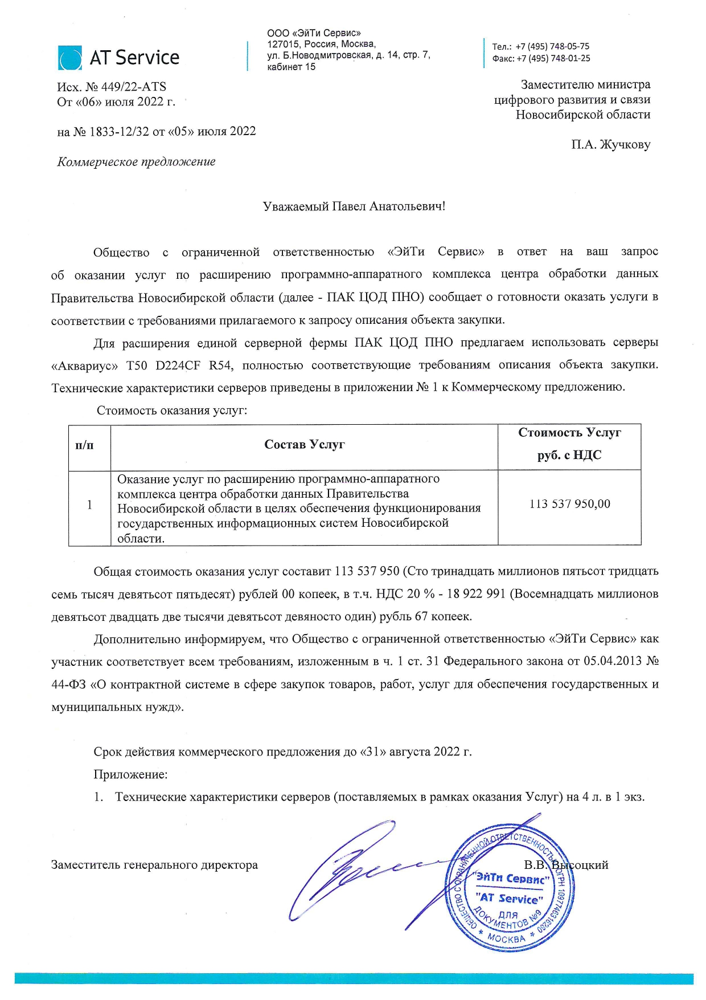 AT Service
ООО «ЭйТи Сервис»
127015, Россия, Москва,
ул. Б.Новодмитровская, д. 14, стр. 7,
кабинет 15
Тел.: +7 (495) 748-05-75
Факс: +7 (495) 748-01-25
Исх. № 449/22-ATS
От «06» июля 2022 г.
на № 1833-12/32 от «05» июля 2022
Коммерческое предложение
Заместителю министра
цифрового развития и связи
Новосибирской области
П.А. Жучкову
Уважаемый Павел Анатольевич!
Общество с ограниченной ответственностью «ЭйТи Сервис» в ответ на ваш запрос
об оказании услуг по расширению программно-аппаратного комплекса центра обработки данных
Правительства Новосибирской области (далее - ПАК ЦОД ПНО) сообщает о готовности оказать услуги в
соответствии с требованиями прилагаемого к запросу описания объекта закупки.
Для расширения единой серверной фермы ПАК ЦОД ПНО предлагаем использовать серверы
«Аквариус» T50 D224CF R54, полностью соответствующие требованиям описания объекта закупки.
Технические характеристики серверов приведены в приложении № 1 к Коммерческому предложению.
Стоимость оказания услуг:
п/п
Состав Услуг
Стоимость Услуг
руб. с НДС
1
Оказание услуг по расширению программно-аппаратного
комплекса центра обработки данных Правительства
Новосибирской области в целях обеспечения функционирования
государственных информационных систем Новосибирской
области.
113 537 950,00
Общая стоимость оказания услуг составит 113 537 950 (Сто тринадцать миллионов пятьсот тридцать
семь тысяч девятьсот пятьдесят) рублей 00 копеек, в т.ч. НДС 20 % - 18 922 991 (Восемнадцать миллионов
девятьсот двадцать две тысячи девятьсот девяносто один) рубль 67 копеек.
Дополнительно информируем, что Общество с ограниченной ответственностью «ЭйТи Сервис» как
участник соответствует всем требованиям, изложенным в ч. 1 ст. 31 Федерального закона от 05.04.2013 №
44-ФЗ «О контрактной системе в сфере закупок товаров, работ, услуг для обеспечения государственных и
муниципальных нужд».
Срок действия коммерческого предложения до «31» августа 2022 г.
Приложение:
1. Технические характеристики серверов (поставляемых в рамках оказания Услуг) на 4 л. в 1 экз.
Заместитель генерального директора
В.В. Высоцкий
ОБЩЕСТВО С ОГРАНИЧЕННОЙ ОТВЕТСТВЕННОСТЬЮ ОГРН 1097746316260
"ЭйТи Сервис"
"AT Service"
ДЛЯ
ДОКУМЕНТОВ №9
* МОСКВА *